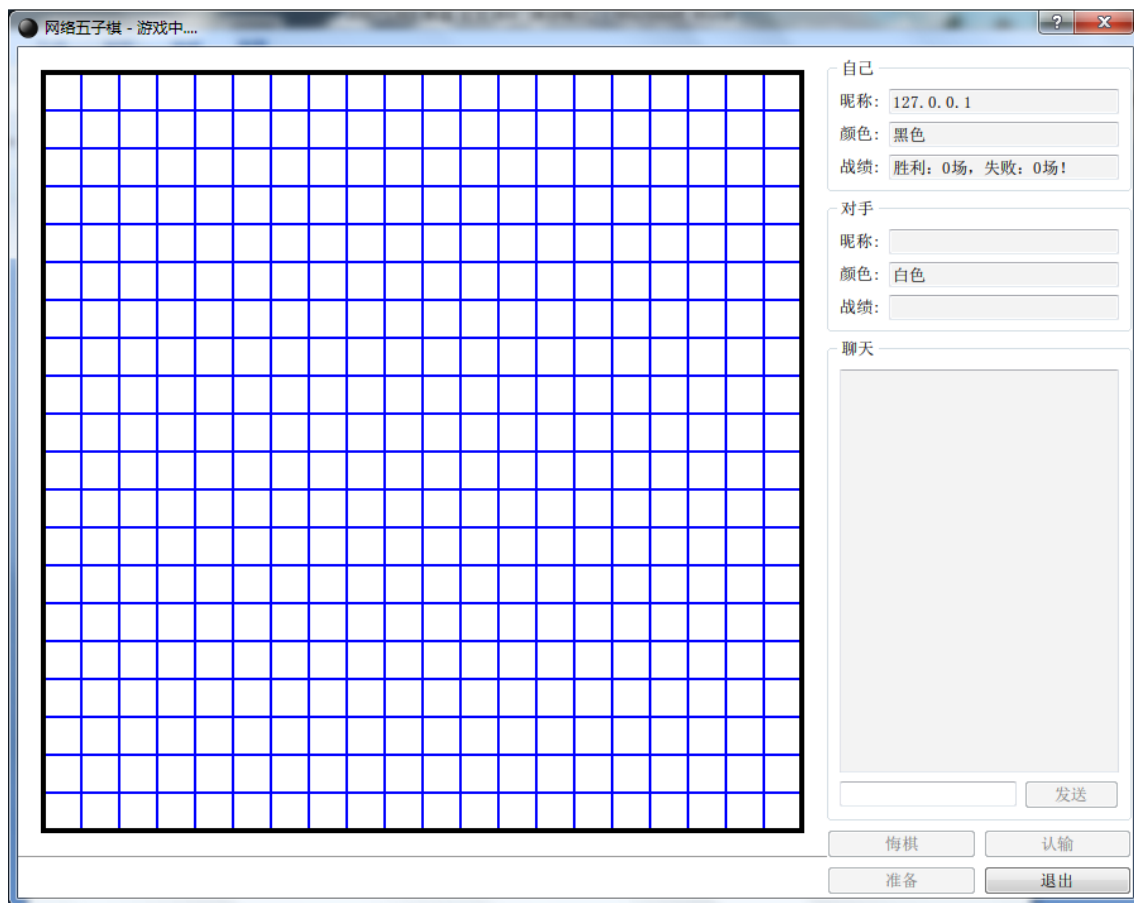 网络五子棋 - 游戏中....
?
X
自己
昵称: 127.0.0.1
颜色: 黑色
战绩: 胜利: 0场, 失败: 0场!
对手
昵称:
颜色: 白色
战绩:
聊天
发送
悔棋 认输
准备 退出